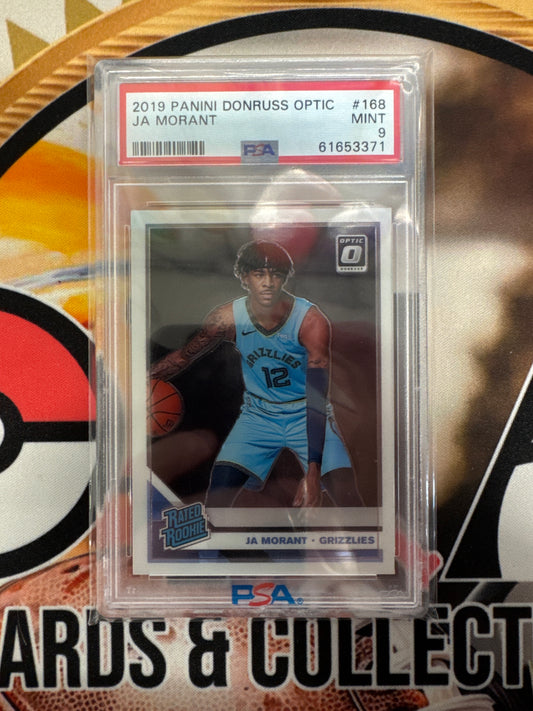 2019 PANINI DONRUSS OPTIC #168
JA MORANT MINT
9
PSA 61653371
OPTIC
DONRUSS
GRIZZLIES
12
RATED
ROOKIE
JA MORANT • GRIZZLIES
PSA
ARDS & COLLECT